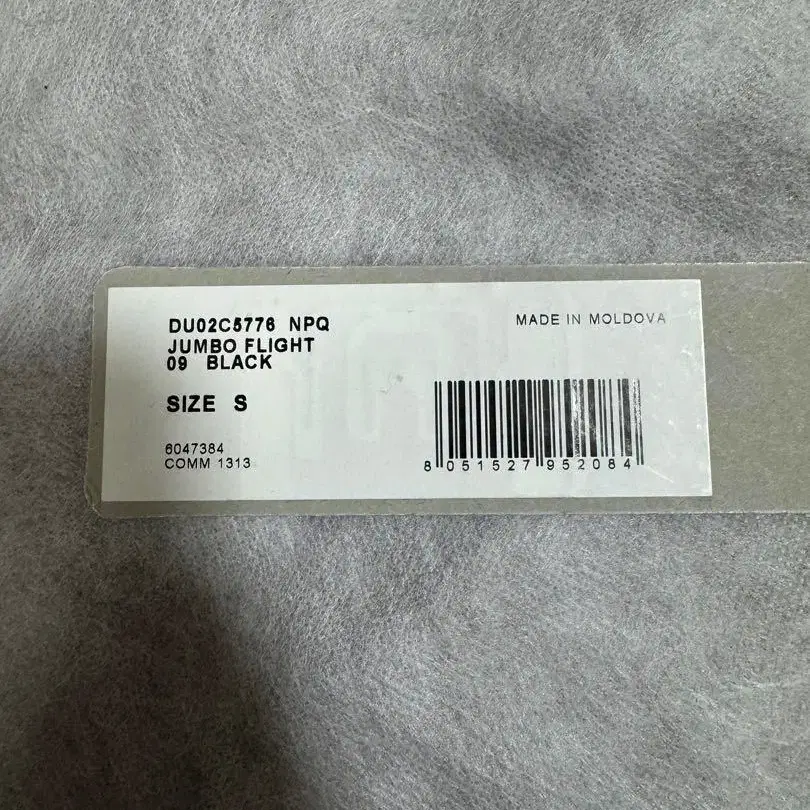 DU02C5776 NPQ
JUMBO FLIGHT
09 BLACK
MADE IN MOLDOVA
SIZE S
6047384
COMM 1313
8 051527 952084